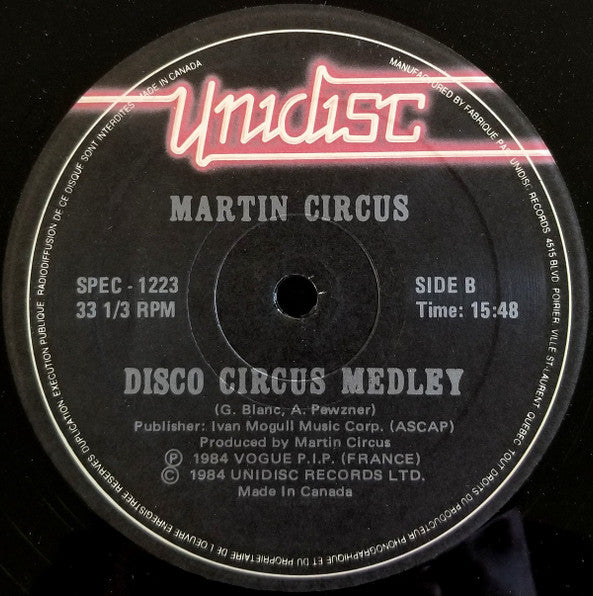 MADE IN CANADA
MANUFACTURED BY/FABRIQUE PAR UNIDISC RECORDS 4515 BLVD. POIRIER, VILLE ST-LAURENT, QUEBEC TOUT DROITS DU PRODUCTEUR PHONOGRAPHIQUE ET DU PROPRIETAIRE DE L'OEUVRE ENREGISTREE RESERVES DUPLICATION EXECUTION PUBLIQUE, RADIODIFFUSION DE CE DISQUE SONT INTERDITES
Unidisc
MARTIN CIRCUS
SPEC - 1223
33 1/3 RPM
SIDE B
Time: 15:48
DISCO CIRCUS MEDLEY
(G. Blanc, A. Pewzner)
Publisher: Ivan Mogull Music Corp. (ASCAP)
Produced by Martin Circus
Ⓟ 1984 VOGUE P.I.P. (FRANCE)
© 1984 UNIDISC RECORDS LTD.
Made In Canada